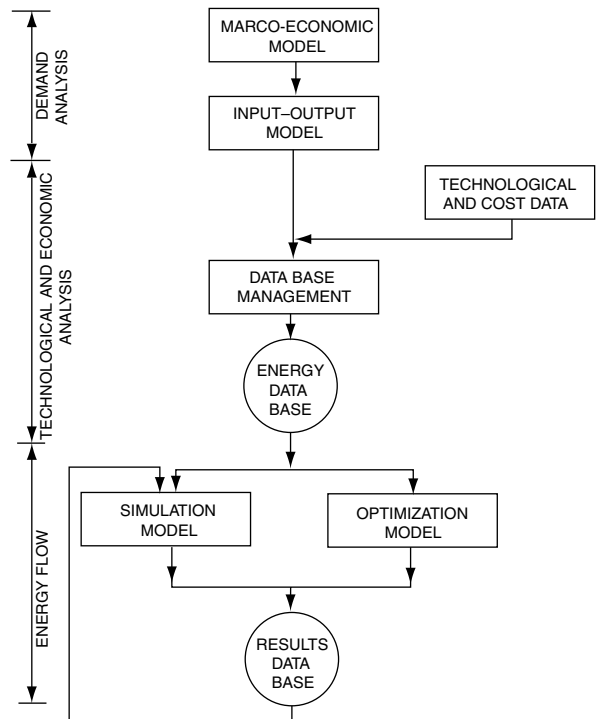 MARCO-ECONOMIC
MODEL
DEMAND
ANALYSIS
INPUT–OUTPUT
MODEL
TECHNOLOGICAL
AND COST DATA
TECHNOLOGICAL AND ECONOMIC
ANALYSIS
DATA BASE
MANAGEMENT
ENERGY
DATA
BASE
SIMULATION
MODEL
OPTIMIZATION
MODEL
ENERGY FLOW
RESULTS
DATA
BASE